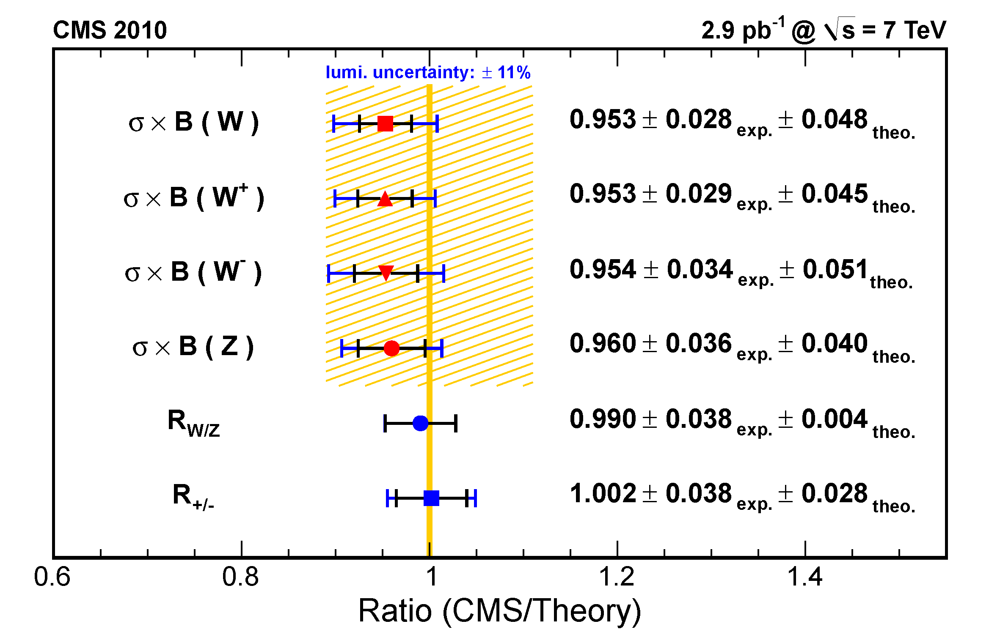 CMS 2010 2.9 pb⁻¹ @ √s = 7 TeV
lumi. uncertainty: ± 11%
σ × B ( W ) 0.953 ± 0.028 exp. ± 0.048 theo.
σ × B ( W⁺ ) 0.953 ± 0.029 exp. ± 0.045 theo.
σ × B ( W⁻ ) 0.954 ± 0.034 exp. ± 0.051 theo.
σ × B ( Z ) 0.960 ± 0.036 exp. ± 0.040 theo.
R W/Z 0.990 ± 0.038 exp. ± 0.004 theo.
R +/- 1.002 ± 0.038 exp. ± 0.028 theo.
0.6 0.8 1 1.2 1.4
Ratio (CMS/Theory)